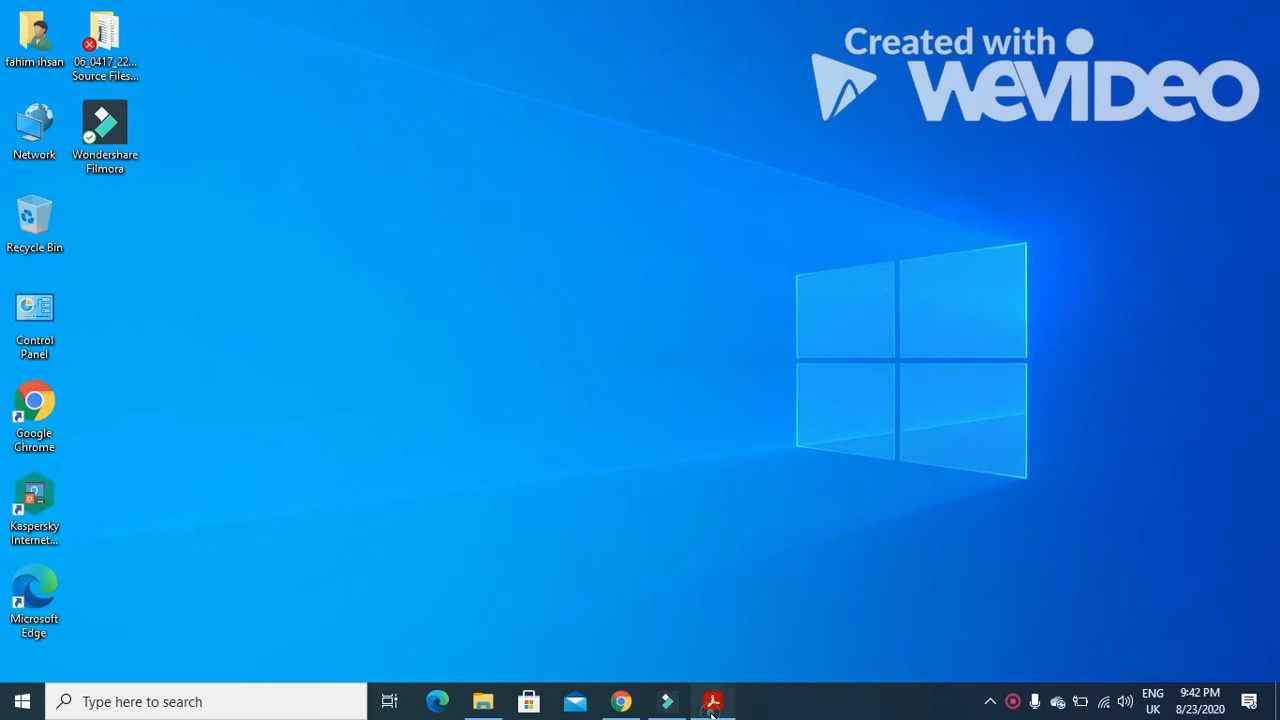 Created with
WEVIDEO
fahim ihsan
06_0417_22...
Source Files...
Network
Wondershare
Filmora
Recycle Bin
Control
Panel
Google
Chrome
Kaspersky
Internet...
Microsoft
Edge
Type here to search
ENG
UK
9:42 PM
8/23/2020